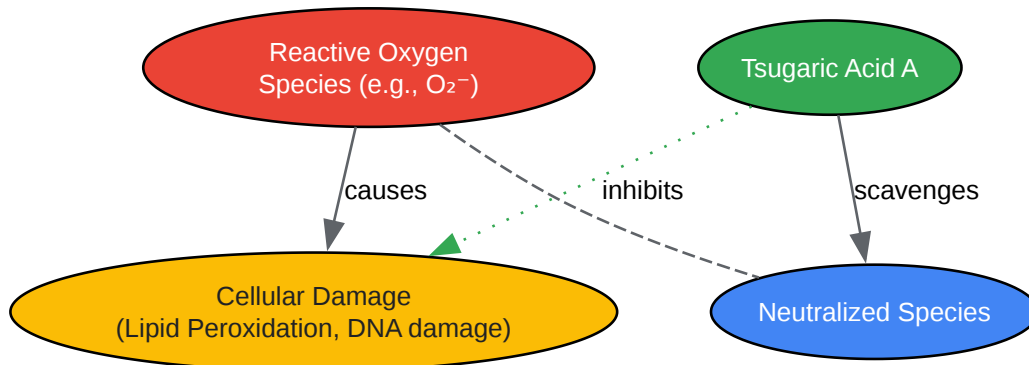 Reactive Oxygen
Species (e.g., O₂⁻)
Tsugaric Acid A
causes
inhibits
scavenges
Cellular Damage
(Lipid Peroxidation, DNA damage)
Neutralized Species